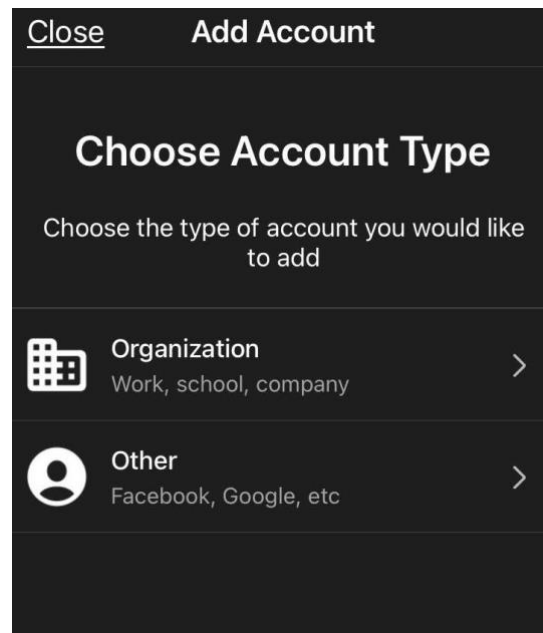 Close Add Account
Choose Account Type
Choose the type of account you would like
to add
Organization
Work, school, company
Other
Facebook, Google, etc